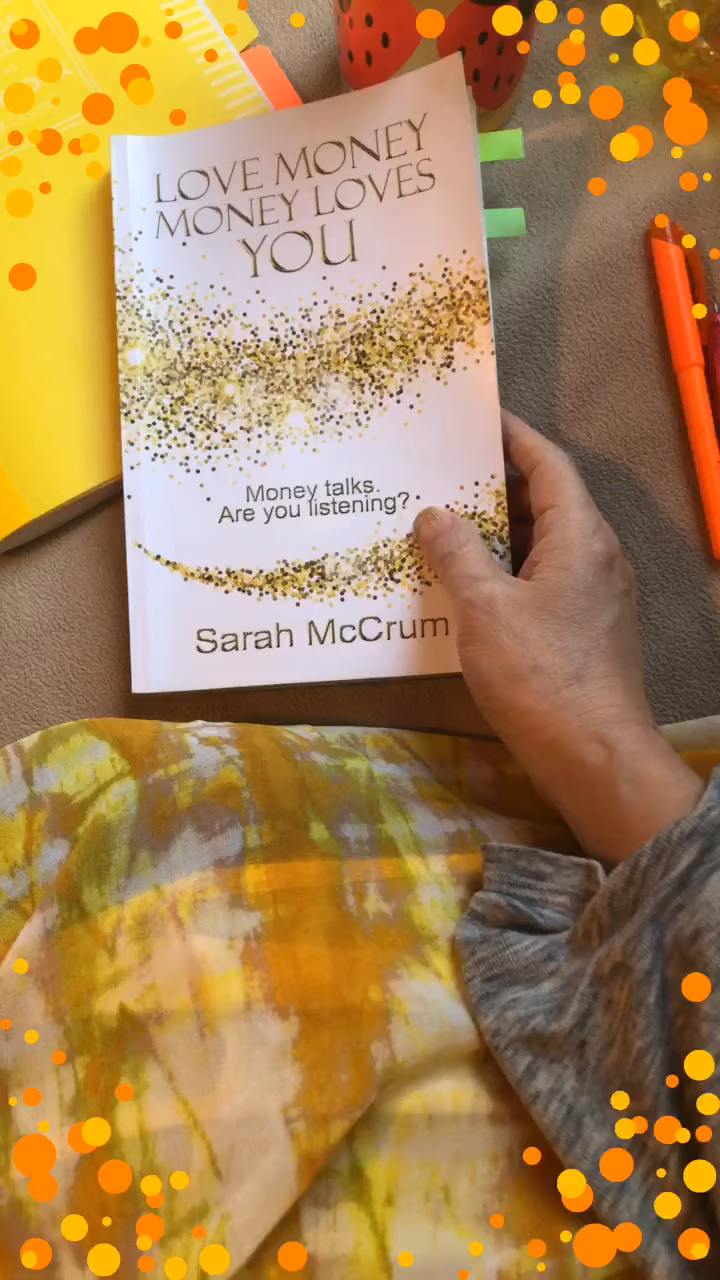 LOVE MONEY
MONEY LOVES
YOU
Money talks.
Are you listening?
Sarah McCrum